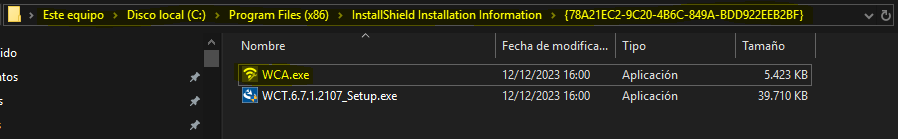 Este equipo > Disco local (C:) > Program Files (x86) > InstallShield Installation Information > {78A21EC2-9C20-4B6C-849A-BDD922EEB2BF}
Nombre Fecha de modifica... Tipo Tamaño
ido
WCA.exe 12/12/2023 16:00 Aplicación 5.423 KB
ntos
WCT.6.7.1.2107_Setup.exe 12/12/2023 16:00 Aplicación 39.710 KB
s
s